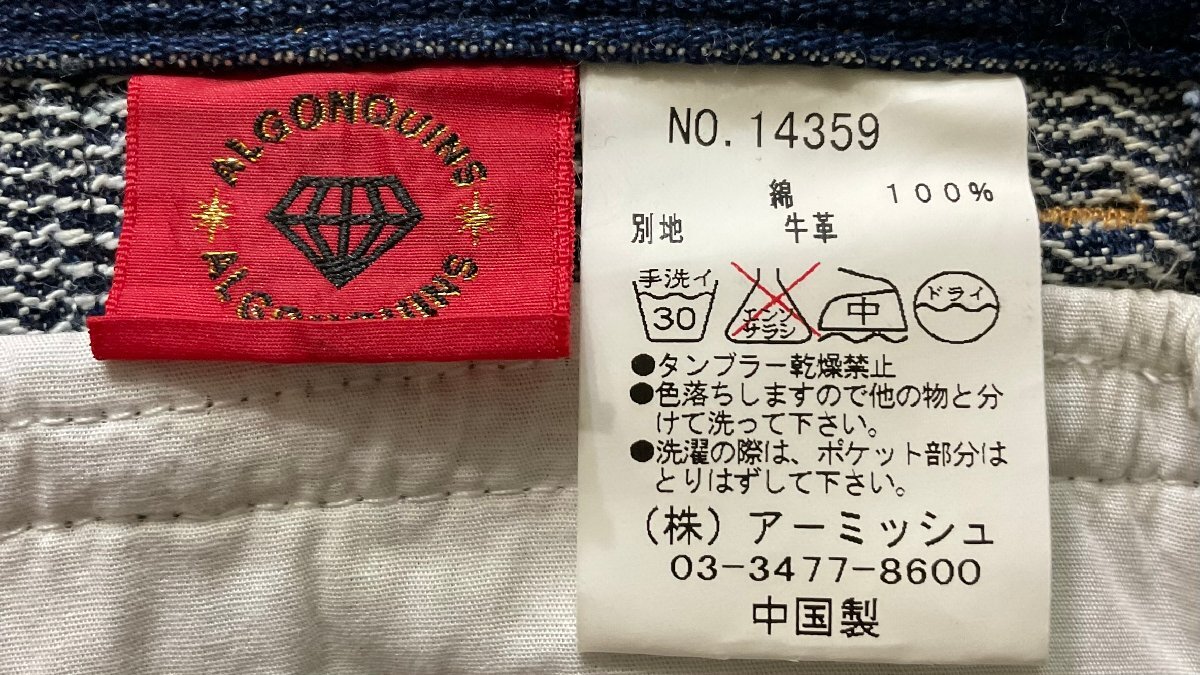 ALGONQUINS
ALGONQUINS
NO.14359
綿 100%
別地 牛革
手洗イ
30
エンソ
サラシ
中
ドライ
●タンブラー乾燥禁止
●色落ちしますので他の物と分
けて洗って下さい。
●洗濯の際は、ポケット部分は
とりはずして下さい。
(株)アーミッシュ
03-3477-8600
中国製